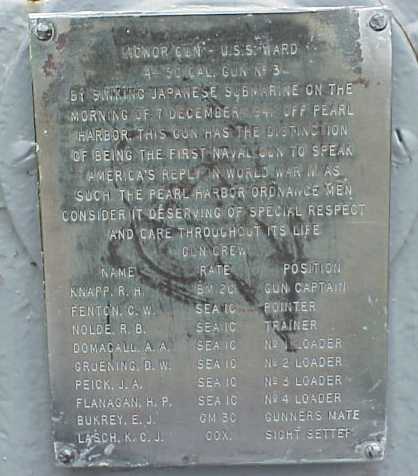 HONOR GUN - U.S.S. WARD
4-50 CAL. GUN No 3
BY SINKING JAPANESE SUBMARINE ON THE
MORNING OF 7 DECEMBER 1941 OFF PEARL
HARBOR, THIS GUN HAS THE DISTINCTION
OF BEING THE FIRST NAVAL GUN TO SPEAK
AMERICA'S REPLY IN WORLD WAR II AS
SUCH THE PEARL HARBOR ORDNANCE MEN
CONSIDER IT DESERVING OF SPECIAL RESPECT
AND CARE THROUGHOUT ITS LIFE
GUN CREW
NAME RATE POSITION
KNAPP, R. H. BM 2C GUN CAPTAIN
FENTON, C. W. SEA 1C POINTER
NOLDE, R. B. SEA 1C TRAINER
DOMAGALL, A. A. SEA 1C No 1 LOADER
GRUENING, D. W. SEA 1C No 2 LOADER
PEICK, J. A. SEA 1C No 3 LOADER
FLANAGAN, H. P. SEA 1C No 4 LOADER
BUKREY, E. J. GM 3C GUNNERS MATE
LASCH, K. C. J. COX. SIGHT SETTER